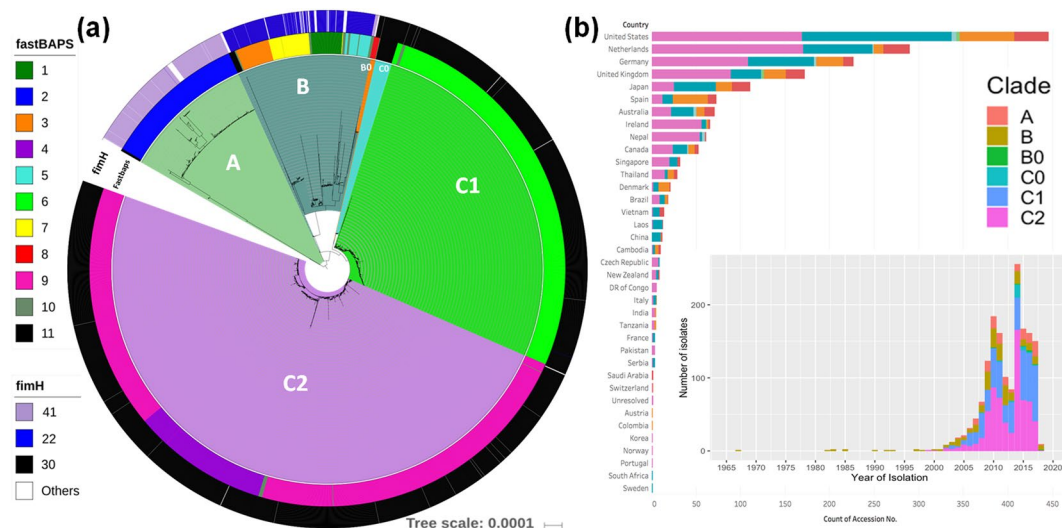 (a)
fastBAPS
1
2
3
4
5
6
7
8
9
10
11
fimH
41
22
30
Others
fimH
Fastbaps
A
B
B0
C0
C1
C2
Tree scale: 0.0001
(b)
Country
United States
Netherlands
Germany
United Kingdom
Japan
Spain
Australia
Ireland
Nepal
Canada
Singapore
Thailand
Denmark
Brazil
Vietnam
Laos
China
Cambodia
Czech Republic
New Zealand
DR of Congo
Italy
India
Tanzania
France
Pakistan
Serbia
Saudi Arabia
Switzerland
Unresolved
Austria
Colombia
Korea
Norway
Portugal
South Africa
Sweden
0 50 100 150 200 250 300 350 400 450
Count of Accession No.
Clade
A
B
B0
C0
C1
C2
Number of isolates
200
100
0
1965 1970 1975 1980 1985 1990 1995 2000 2005 2010 2015 2020
Year of Isolation